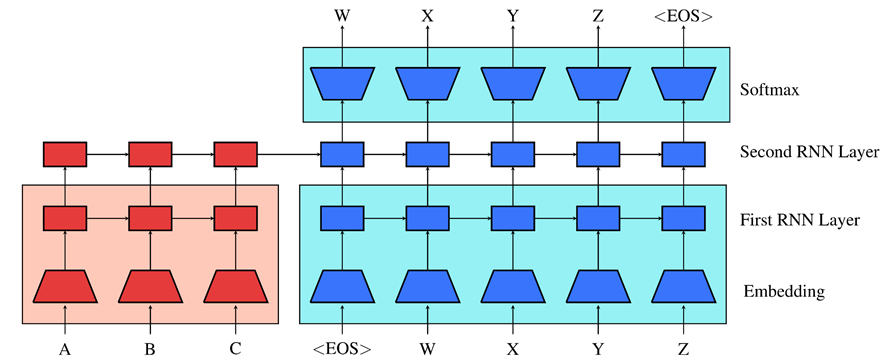 W X Y Z <EOS>
Softmax
Second RNN Layer
First RNN Layer
Embedding
A B C <EOS> W X Y Z